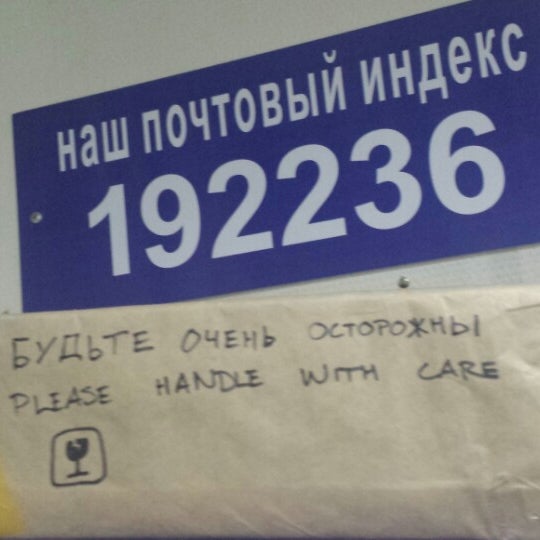 наш почтовый индекс
192236
БУДЬТЕ ОЧЕНЬ ОСТОРОЖНЫ
PLEASE HANDLE WITH CARE